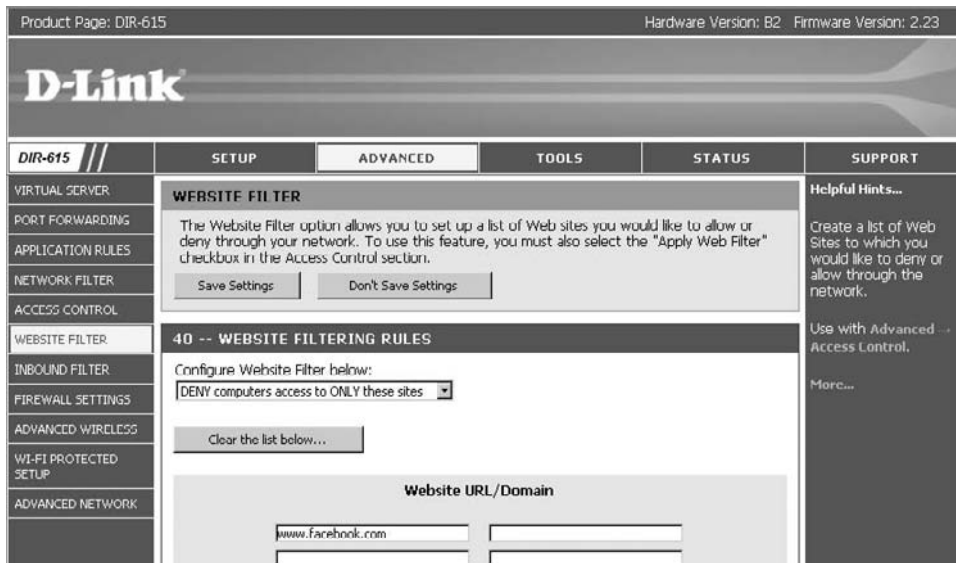 Product Page: DIR-615
Hardware Version: B2
Firmware Version: 2.23
D-Link
DIR-615
SETUP
ADVANCED
TOOLS
STATUS
SUPPORT
VIRTUAL SERVER
PORT FORWARDING
APPLICATION RULES
NETWORK FILTER
ACCESS CONTROL
WEBSITE FILTER
INBOUND FILTER
FIREWALL SETTINGS
ADVANCED WIRELESS
WI-FI PROTECTED
SETUP
ADVANCED NETWORK
WEBSITE FILTER
The Website Filter option allows you to set up a list of Web sites you would like to allow or
deny through your network. To use this feature, you must also select the "Apply Web Filter"
checkbox in the Access Control section.
Save Settings
Don't Save Settings
40 -- WEBSITE FILTERING RULES
Configure Website Filter below:
DENY computers access to ONLY these sites
Clear the list below...
Website URL/Domain
www.facebook.com
Helpful Hints...
Create a list of Web
Sites to which you
would like to deny or
allow through the
network.
Use with Advanced →
Access Control.
More...